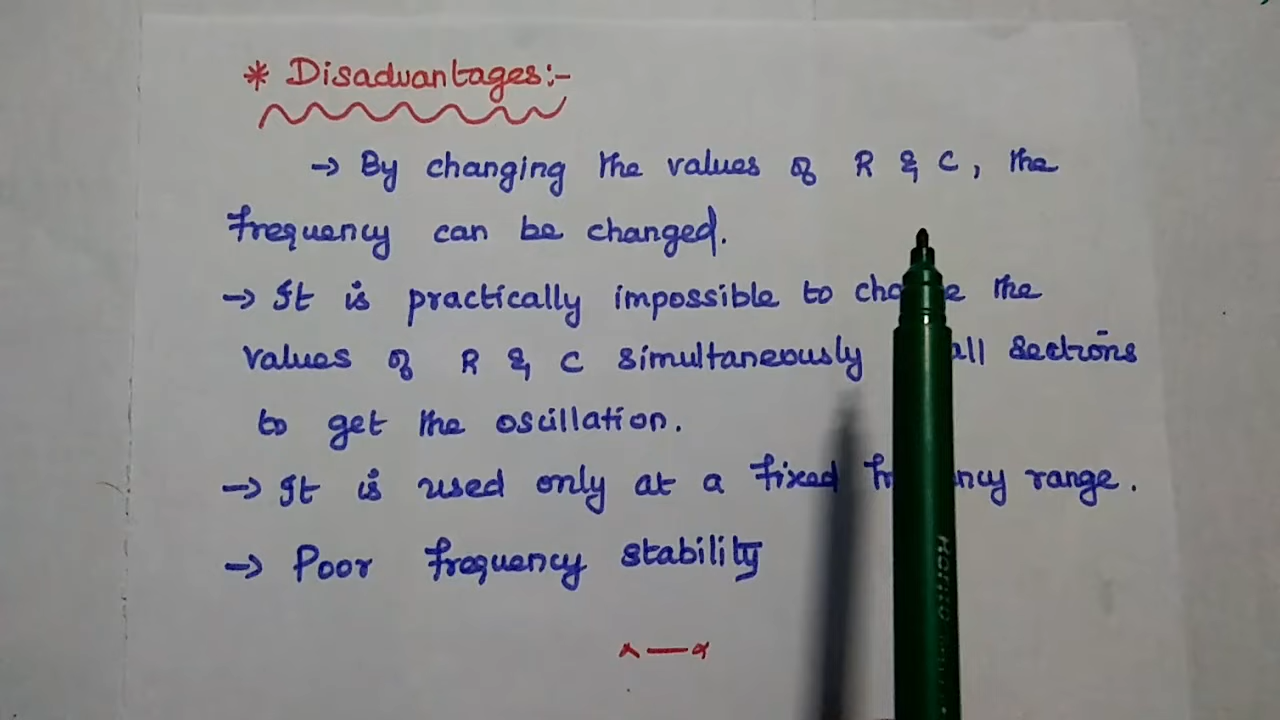 * Disadvantages:-
→ By changing the values of R & C, the
frequency can be changed.
→ It is practically impossible to the
values of R & C simultaneously all sections
to get the oscillation.
→ It is used only at a fixed range.
→ Poor frequency stability